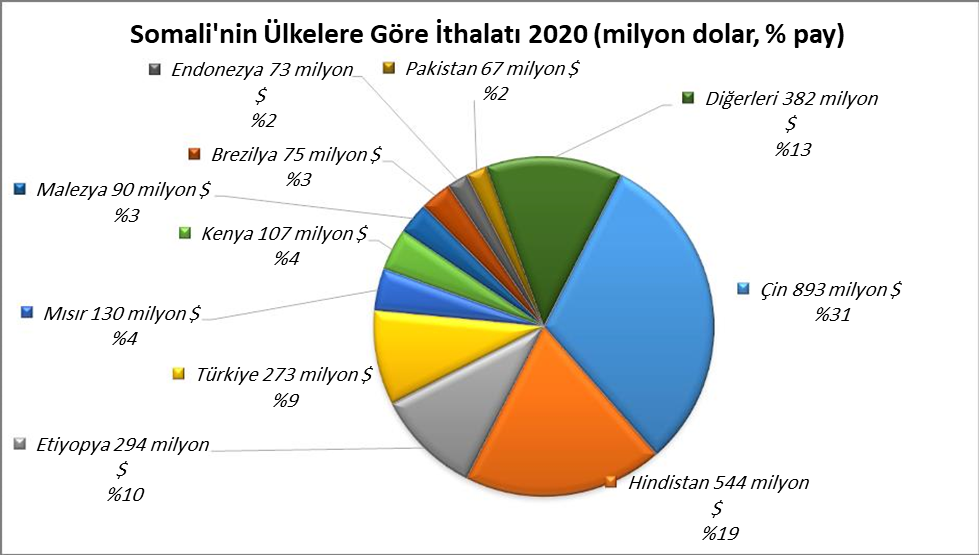 Somali'nin Ülkelere Göre İthalatı 2020 (milyon dolar, % pay)
Endonezya 73 milyon
$
%2
Pakistan 67 milyon $
%2
Diğerleri 382 milyon
$
%13
Brezilya 75 milyon $
%3
Malezya 90 milyon $
%3
Kenya 107 milyon $
%4
Çin 893 milyon $
%31
Mısır 130 milyon $
%4
Türkiye 273 milyon $
%9
Etiyopya 294 milyon
$
%10
Hindistan 544 milyon
$
%19